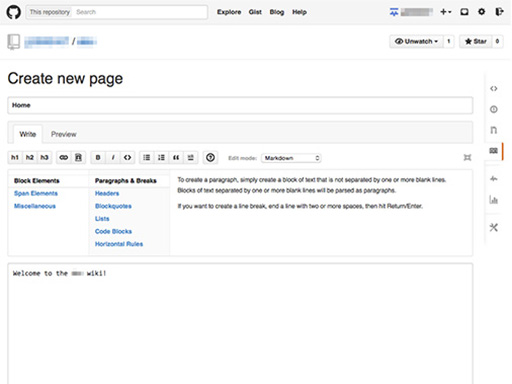 This repository Search Explore Gist Blog Help
/
Unwatch 1 Star 0
Create new page
Home
Write Preview
h1 h2 h3 B i <> Edit mode: Markdown
Block Elements
Span Elements
Miscellaneous
Paragraphs & Breaks
Headers
Blockquotes
Lists
Code Blocks
Horizontal Rules
To create a paragraph, simply create a block of text that is not separated by one or more blank lines.
Blocks of text separated by one or more blank lines will be parsed as paragraphs.
If you want to create a line break, end a line with two or more spaces, then hit Return/Enter.
Welcome to the wiki!